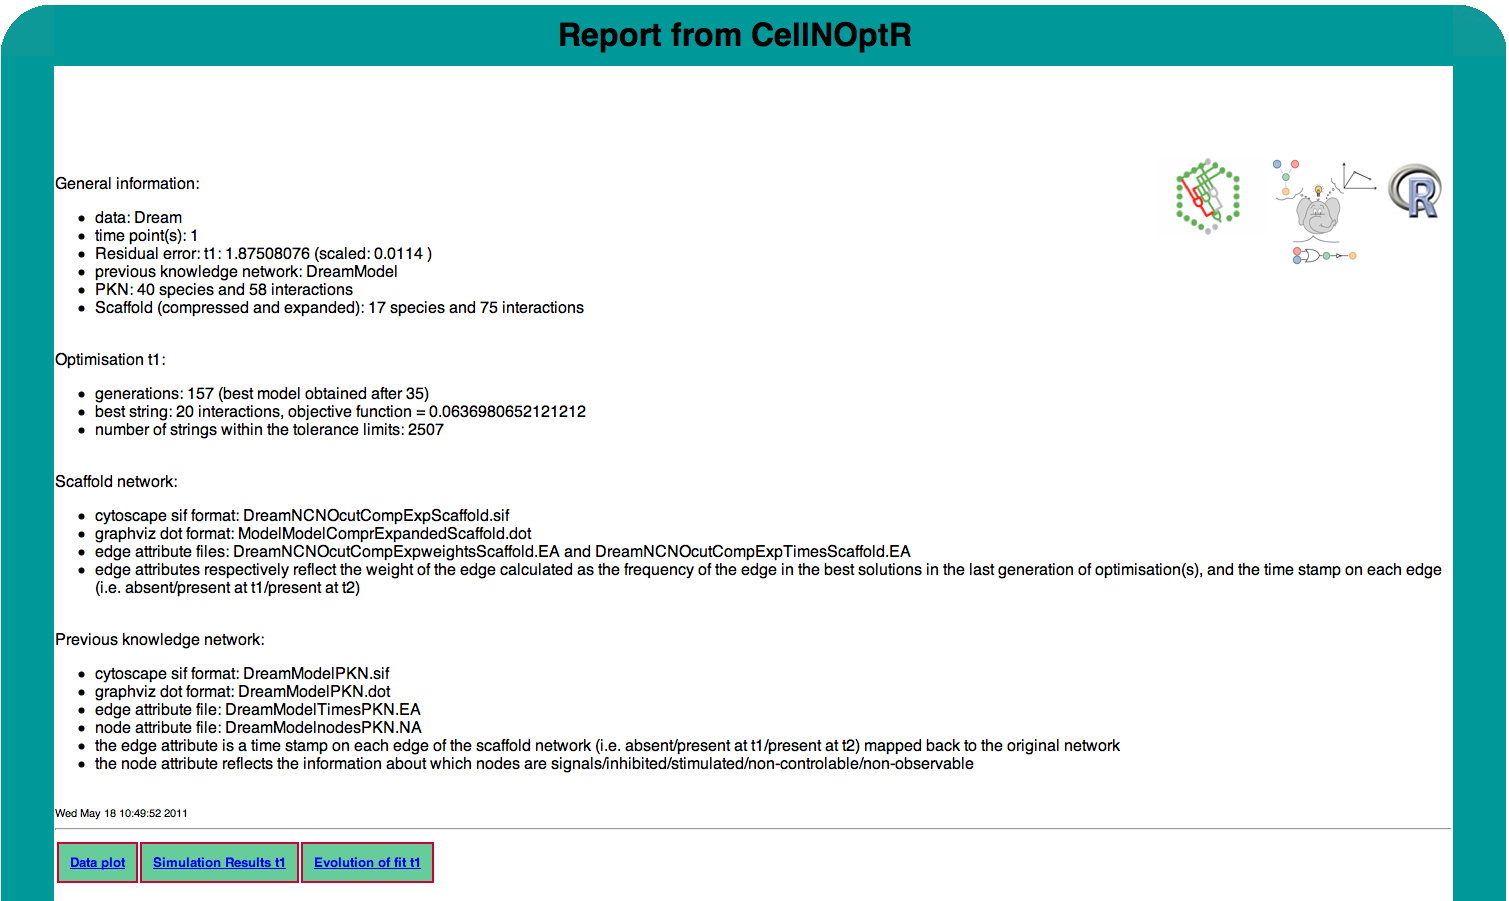 Report from CellNOptR
General information:
data: Dream
time point(s): 1
Residual error: t1: 1.87508076 (scaled: 0.0114 )
previous knowledge network: DreamModel
PKN: 40 species and 58 interactions
Scaffold (compressed and expanded): 17 species and 75 interactions
R
Optimisation t1:
generations: 157 (best model obtained after 35)
best string: 20 interactions, objective function = 0.0636980652121212
number of strings within the tolerance limits: 2507
Scaffold network:
cytoscape sif format: DreamNCNOcutCompExpScaffold.sif
graphviz dot format: ModelModelComprExpandedScaffold.dot
edge attribute files: DreamNCNOcutCompExpweightsScaffold.EA and DreamNCNOcutCompExpTimesScaffold.EA
edge attributes respectively reflect the weight of the edge calculated as the frequency of the edge in the best solutions in the last generation of optimisation(s), and the time stamp on each edge
(i.e. absent/present at t1/present at t2)
Previous knowledge network:
cytoscape sif format: DreamModelPKN.sif
graphviz dot format: DreamModelPKN.dot
edge attribute file: DreamModelTimesPKN.EA
node attribute file: DreamModelnodesPKN.NA
the edge attribute is a time stamp on each edge of the scaffold network (i.e. absent/present at t1/present at t2) mapped back to the original network
the node attribute reflects the information about which nodes are signals/inhibited/stimulated/non-controlable/non-observable
Wed May 18 10:49:52 2011
Data plot
Simulation Results t1
Evolution of fit t1